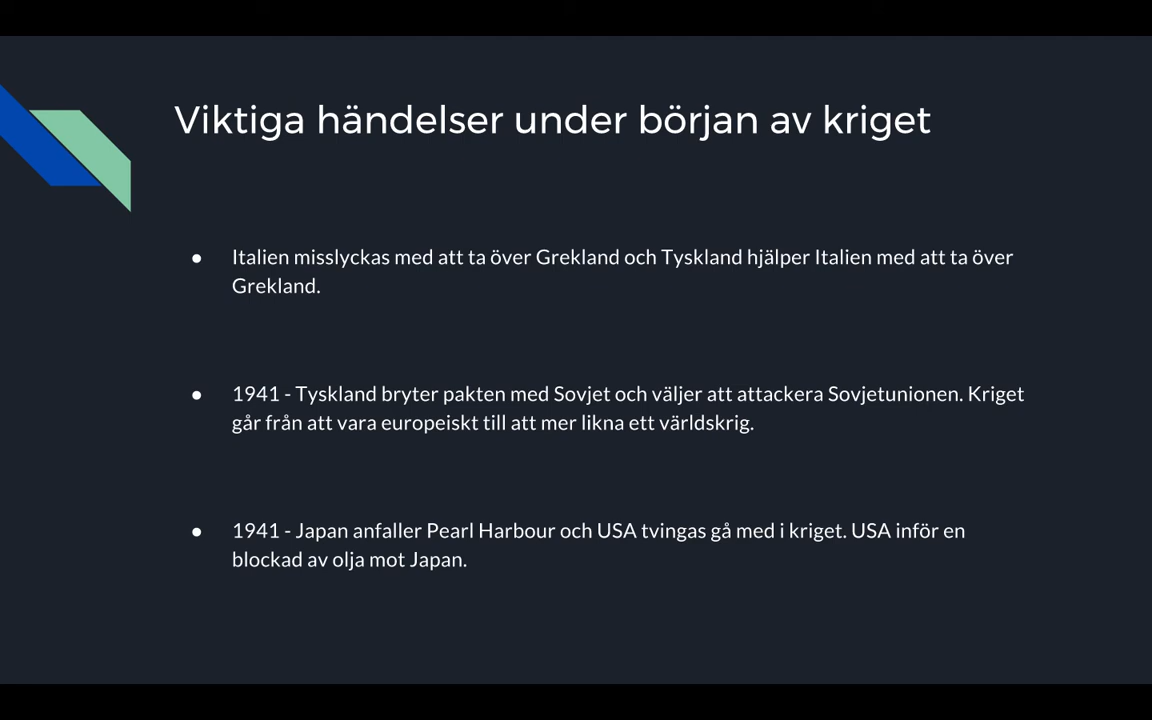 Viktiga händelser under början av kriget
● Italien misslyckas med att ta över Grekland och Tyskland hjälper Italien med att ta över
Grekland.
● 1941 - Tyskland bryter pakten med Sovjet och väljer att attackera Sovjetunionen. Kriget
går från att vara europeiskt till att mer likna ett världskrig.
● 1941 - Japan anfaller Pearl Harbour och USA tvingas gå med i kriget. USA inför en
blockad av olja mot Japan.